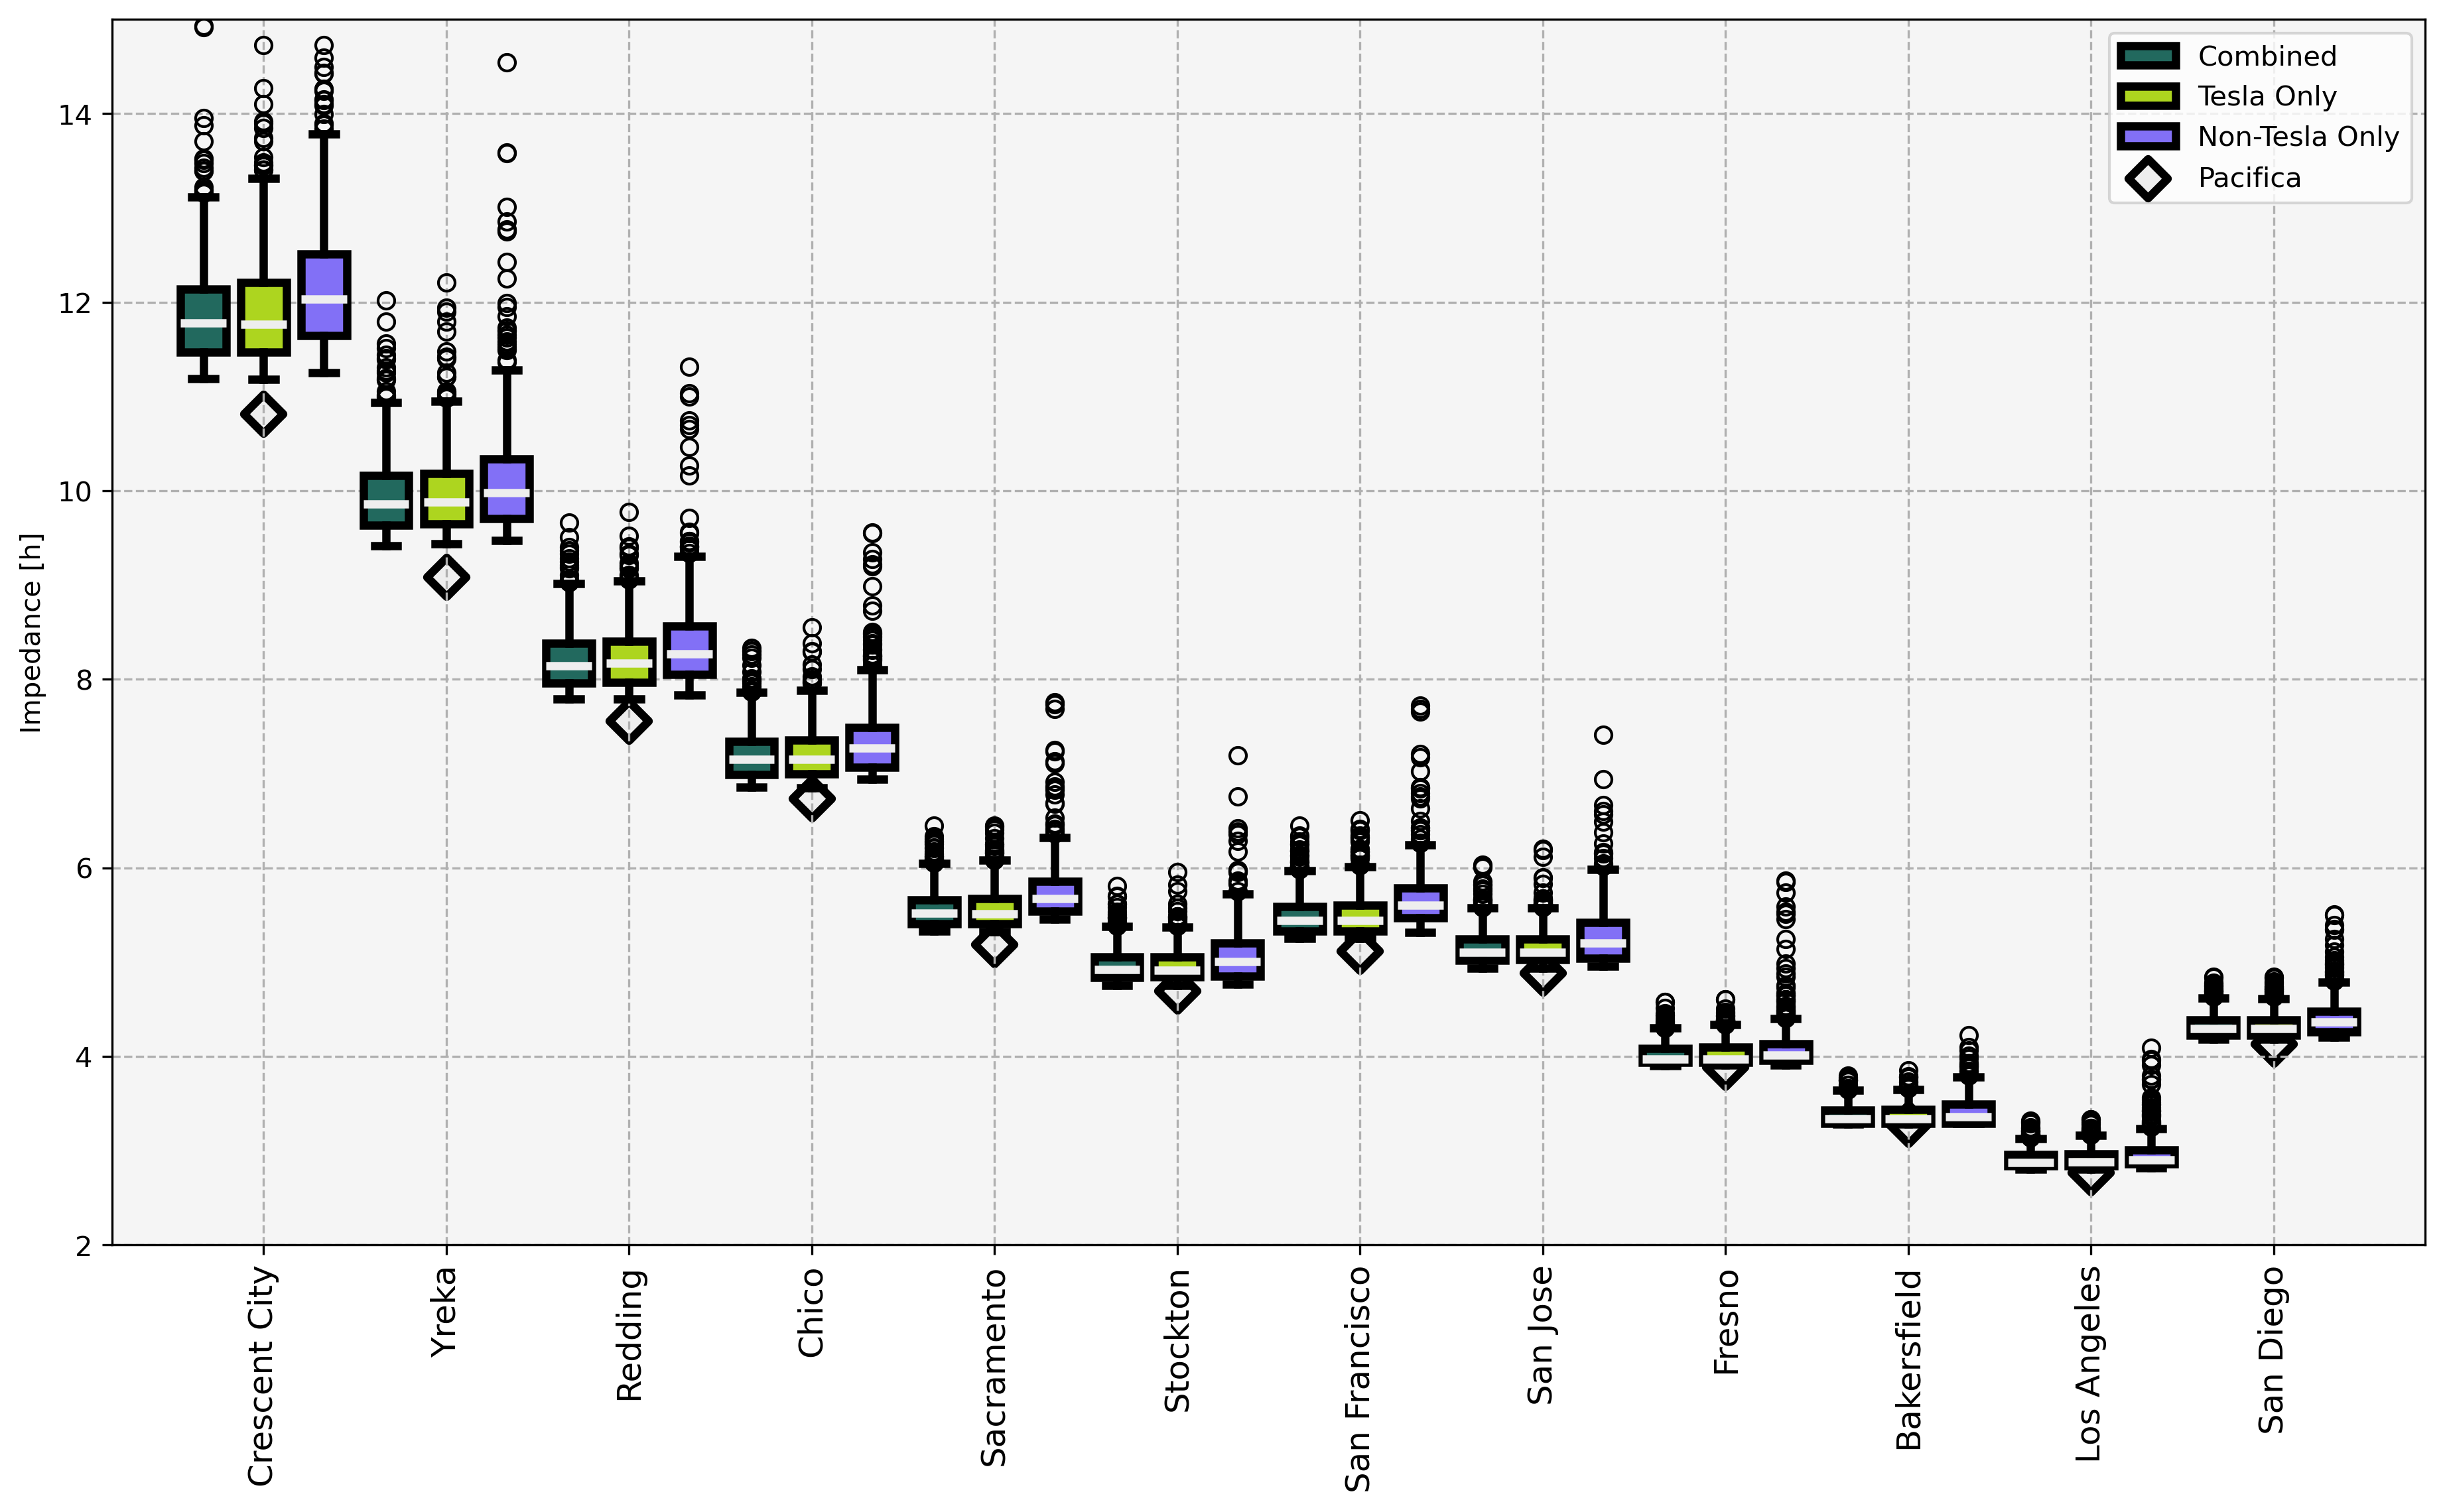 Combined
Tesla Only
Non-Tesla Only
Pacifica
Impedance [h]
14
12
10
8
6
4
2
Crescent City
Yreka
Redding
Chico
Sacramento
Stockton
San Francisco
San Jose
Fresno
Bakersfield
Los Angeles
San Diego